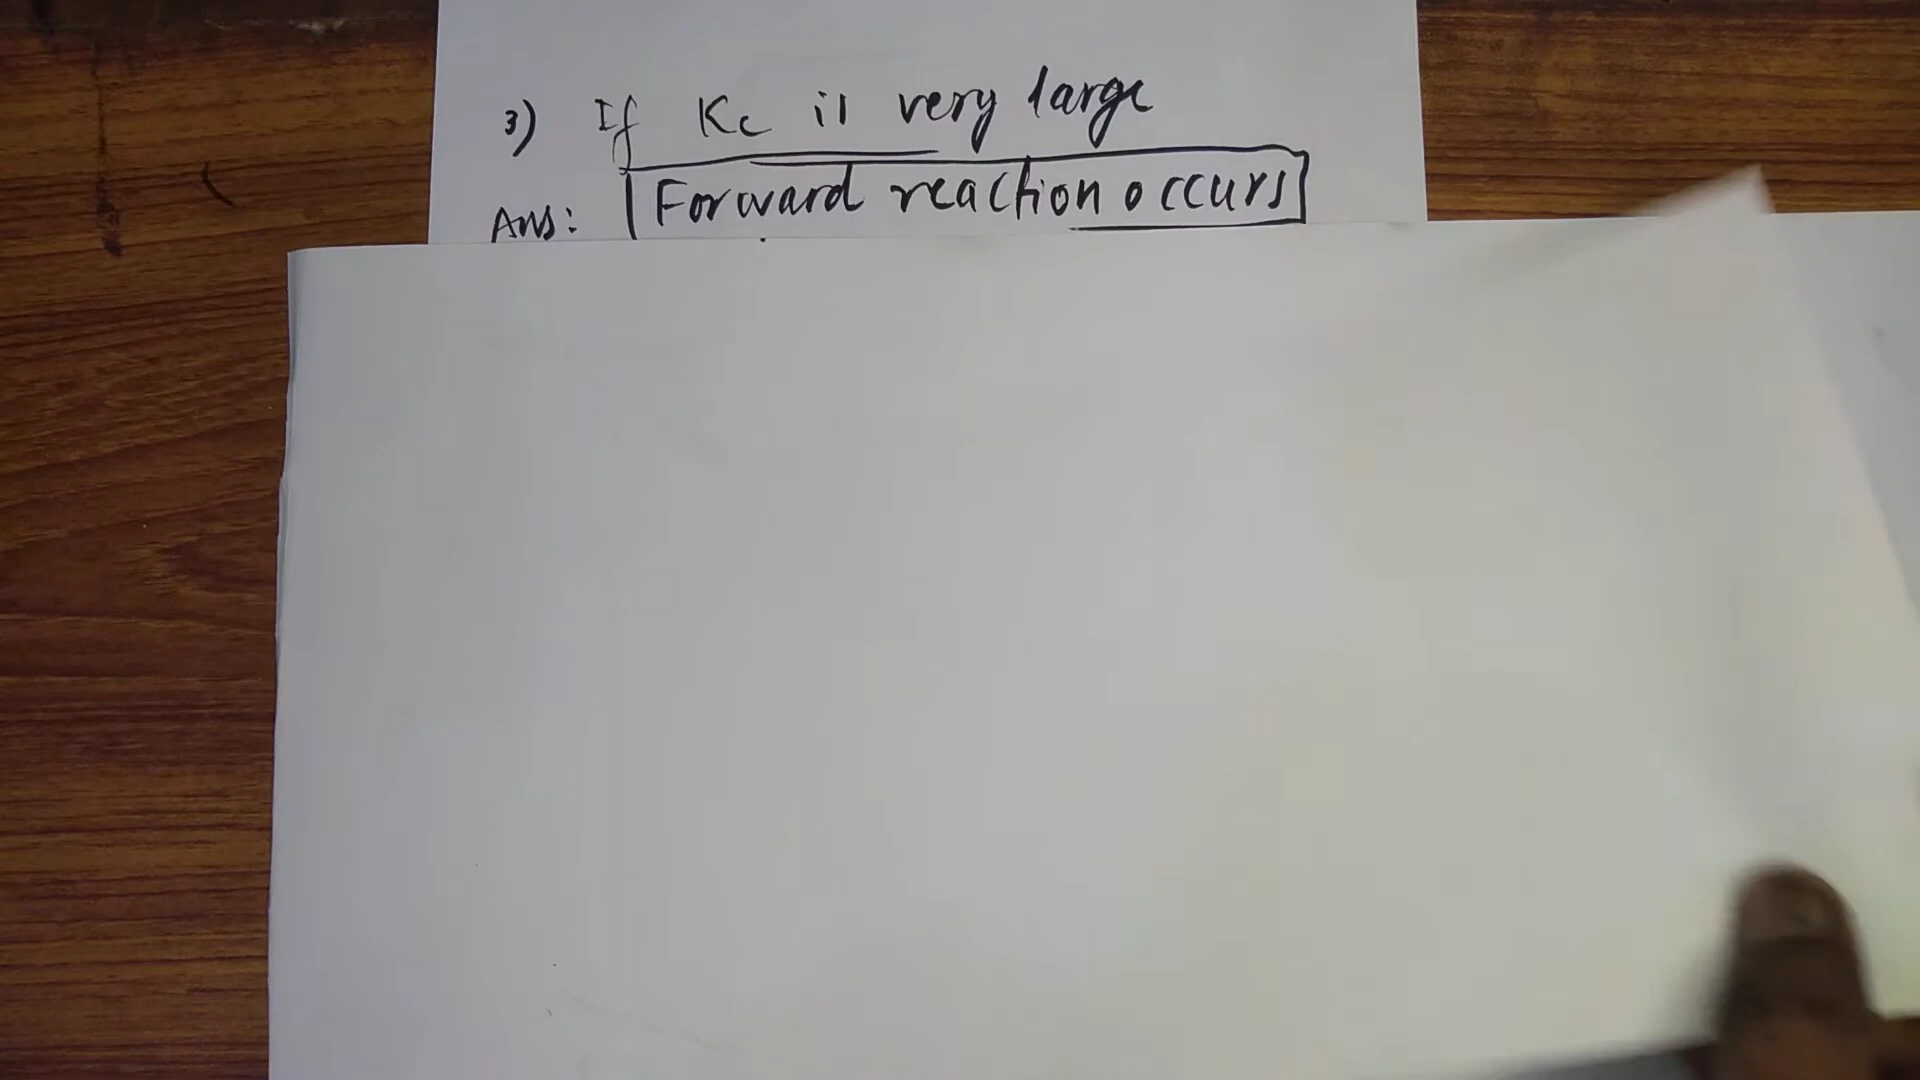 3) If Kc is very large
Ans: Forward reaction occurs